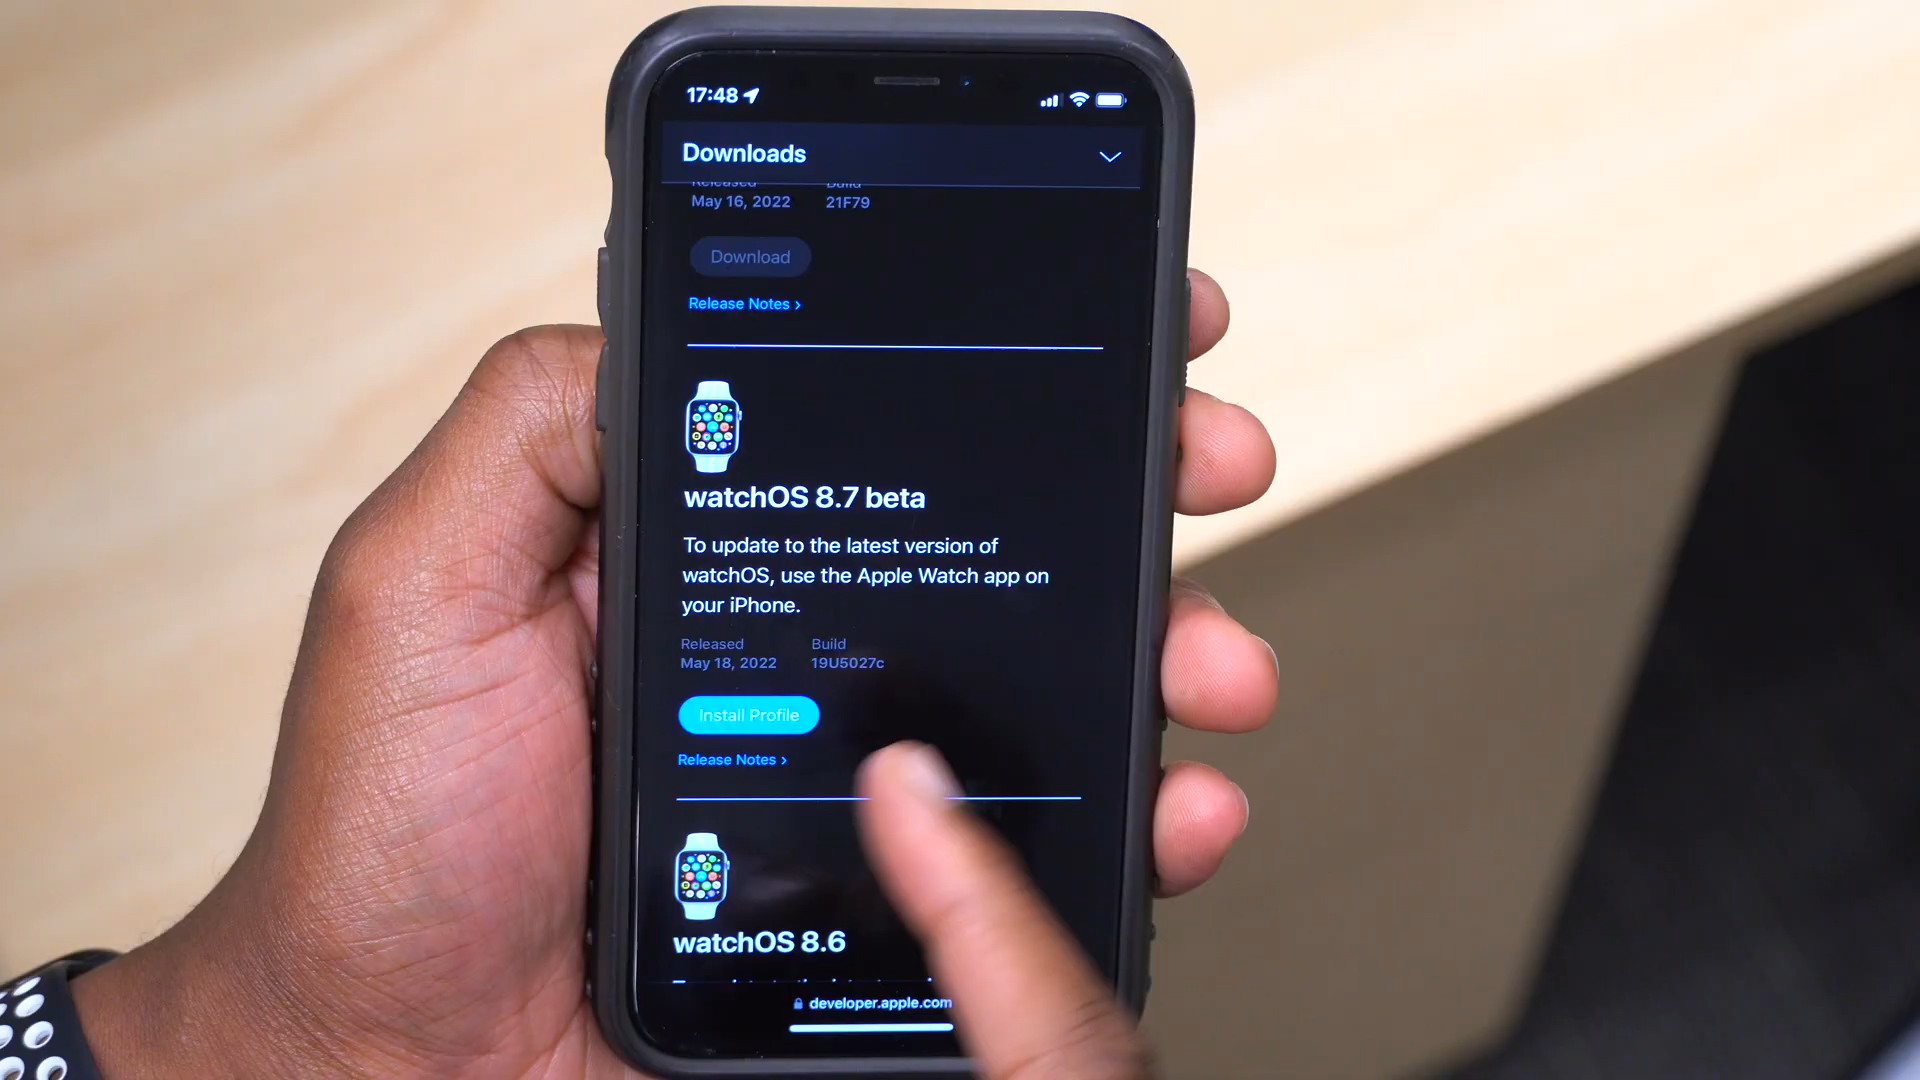 17:48
Downloads
Released Build
May 16, 2022 21F79
Download
Release Notes >
watchOS 8.7 beta
To update to the latest version of
watchOS, use the Apple Watch app on
your iPhone.
Released Build
May 18, 2022 19U5027c
Install Profile
Release Notes >
watchOS 8.6
developer.apple.com